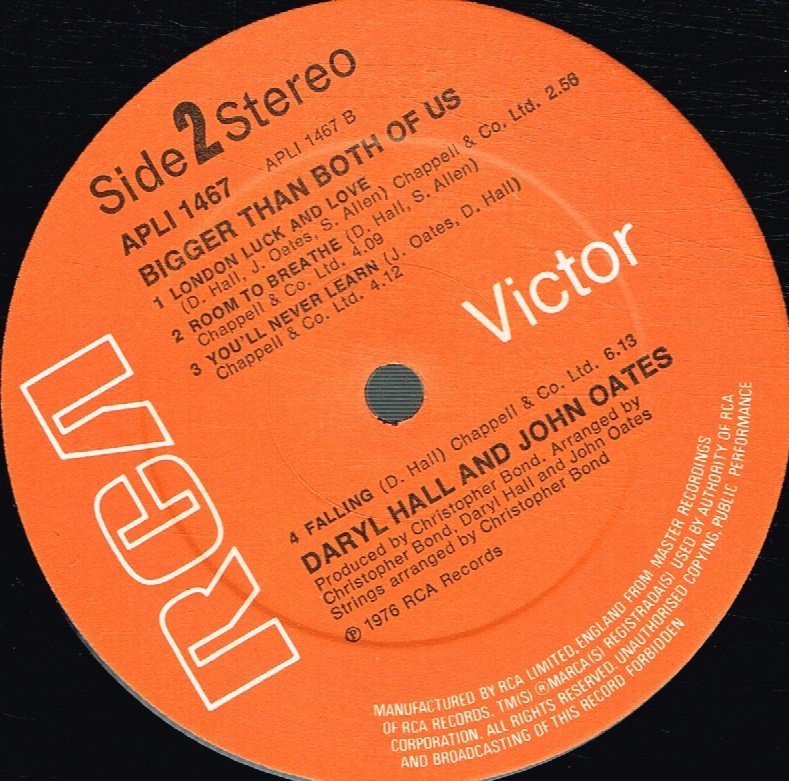 Side 2 Stereo
APLI 1467 APLI 1467 B
BIGGER THAN BOTH OF US
1 LONDON LUCK AND LOVE
(D. Hall, J. Oates, S. Allen) Chappell & Co. Ltd. 2.56
2 ROOM TO BREATHE (D. Hall, S. Allen)
Chappell & Co. Ltd. 4.09
3 YOU'LL NEVER LEARN (J. Oates, D. Hall)
Chappell & Co. Ltd. 4.12
RCA
Victor
4 FALLING (D. Hall) Chappell & Co. Ltd. 6.13
DARYL HALL AND JOHN OATES
Produced by Christopher Bond. Arranged by
Christopher Bond, Daryl Hall and John Oates
Strings arranged by Christopher Bond
℗ 1976 RCA Records
MANUFACTURED BY RCA LIMITED, ENGLAND FROM MASTER RECORDINGS
OF RCA RECORDS. TM(S) ® MARCA(S) REGISTRADA(S) USED BY AUTHORITY OF RCA
CORPORATION. ALL RIGHTS RESERVED. UNAUTHORISED COPYING, PUBLIC PERFORMANCE
AND BROADCASTING OF THIS RECORD FORBIDDEN